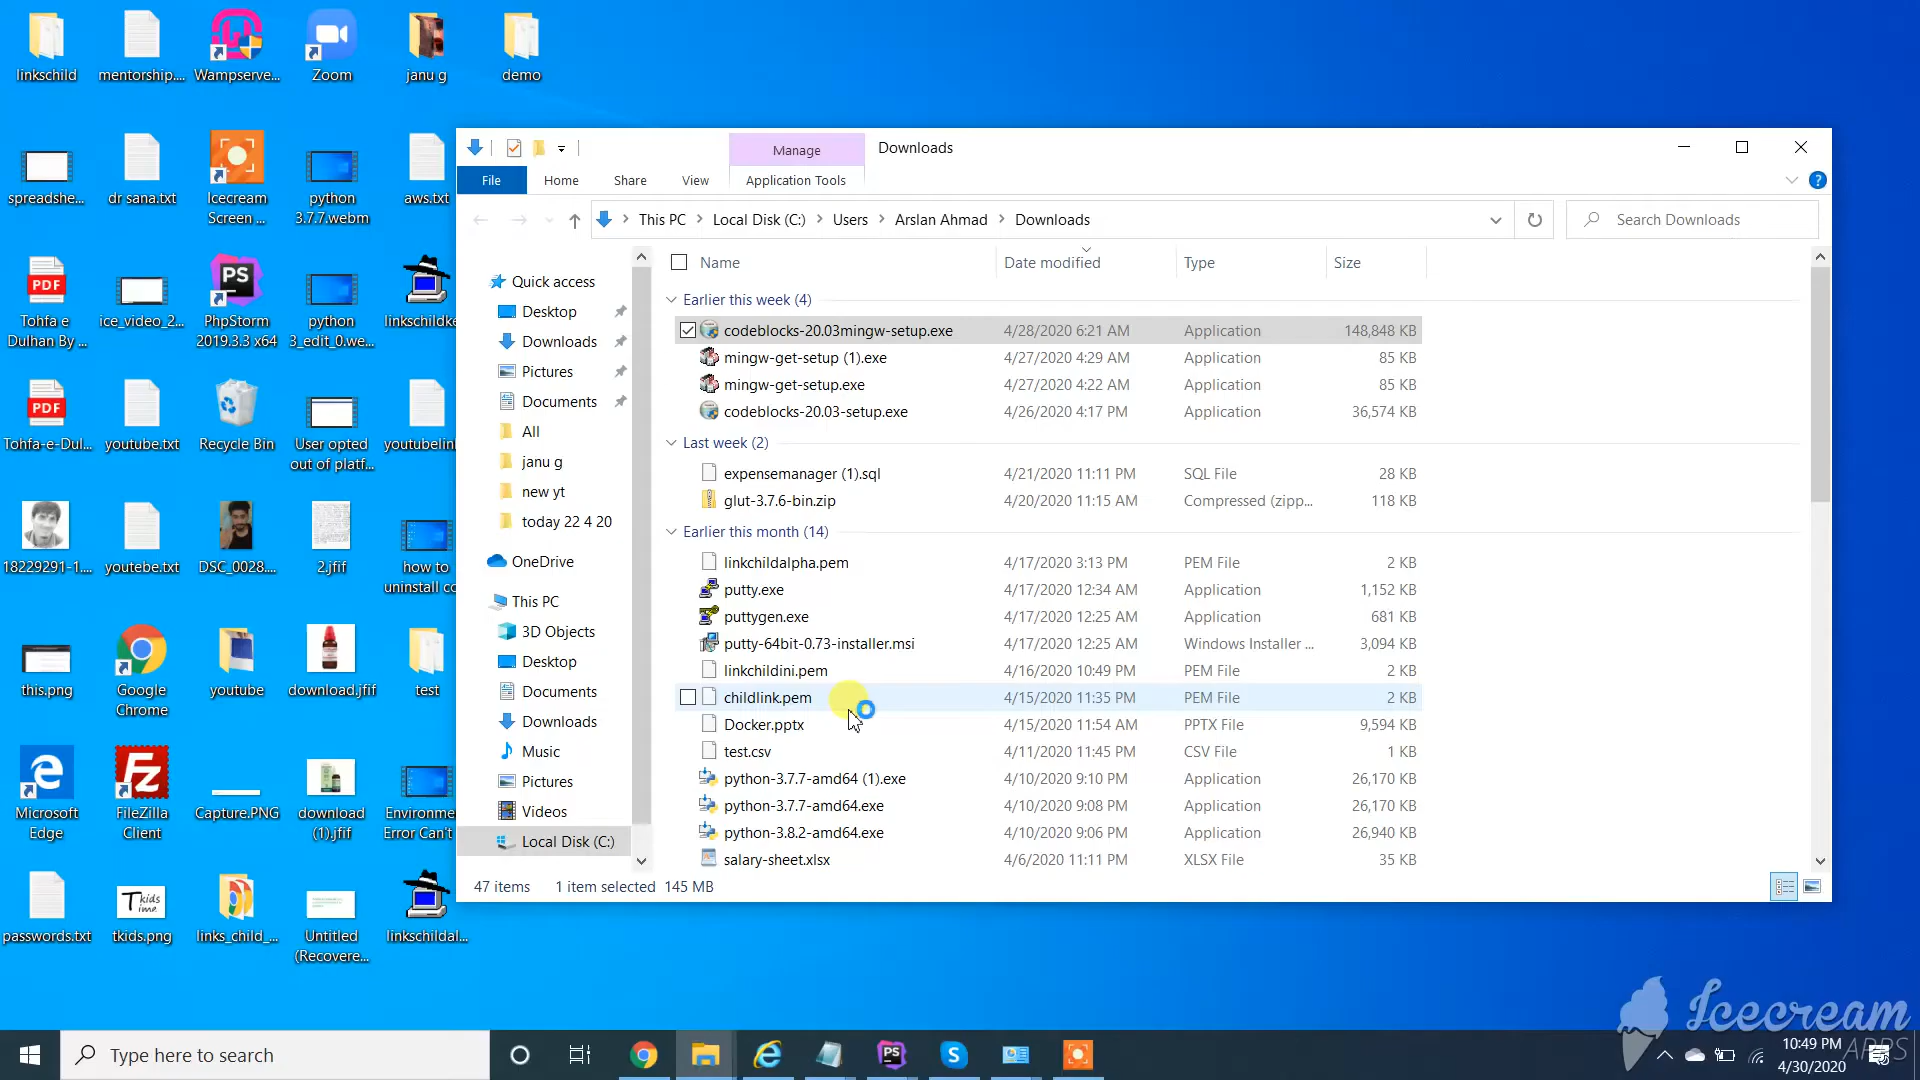 linkschild
mentorship....
Wampserve...
Zoom
janu g
demo
spreadshe...
dr sana.txt
Icecream
Screen ...
python
3.7.7.webm
aws.txt
Tohfa e
Dulhan By ...
ice_video_2...
PhpStorm
2019.3.3 x64
python
3_edit_0.we...
linkschildke
Tohfa-e-Dul...
youtube.txt
Recycle Bin
User opted
out of platf...
youtubelin
18229291-1....
youtebe.txt
DSC_0028....
2.jfif
how to
uninstall co
this.png
Google
Chrome
youtube
download.jfif
test
Microsoft
Edge
FileZilla
Client
Capture.PNG
download
(1).jfif
Environme
Error Can't
passwords.txt
tkids.png
links_child_...
Untitled
(Recovere...
linkschildal...
PDF
PDF
PS
Fz
Tkids
Time
Manage
Downloads
File
Home
Share
View
Application Tools
This PC
Local Disk (C:)
Users
Arslan Ahmad
Downloads
Search Downloads
Quick access
Desktop
Downloads
Pictures
Documents
All
janu g
new yt
today 22 4 20
OneDrive
This PC
3D Objects
Desktop
Documents
Downloads
Music
Pictures
Videos
Local Disk (C:)
Name Date modified Type Size
Earlier this week (4)
codeblocks-20.03mingw-setup.exe 4/28/2020 6:21 AM Application 148,848 KB
mingw-get-setup (1).exe 4/27/2020 4:29 AM Application 85 KB
mingw-get-setup.exe 4/27/2020 4:22 AM Application 85 KB
codeblocks-20.03-setup.exe 4/26/2020 4:17 PM Application 36,574 KB
Last week (2)
expensemanager (1).sql 4/21/2020 11:11 PM SQL File 28 KB
glut-3.7.6-bin.zip 4/20/2020 11:15 AM Compressed (zipp... 118 KB
Earlier this month (14)
linkchildalpha.pem 4/17/2020 3:13 PM PEM File 2 KB
putty.exe 4/17/2020 12:34 AM Application 1,152 KB
puttygen.exe 4/17/2020 12:25 AM Application 681 KB
putty-64bit-0.73-installer.msi 4/17/2020 12:25 AM Windows Installer ... 3,094 KB
linkchildini.pem 4/16/2020 10:49 PM PEM File 2 KB
childlink.pem 4/15/2020 11:35 PM PEM File 2 KB
Docker.pptx 4/15/2020 11:54 AM PPTX File 9,594 KB
test.csv 4/11/2020 11:45 PM CSV File 1 KB
python-3.7.7-amd64 (1).exe 4/10/2020 9:10 PM Application 26,170 KB
python-3.7.7-amd64.exe 4/10/2020 9:08 PM Application 26,170 KB
python-3.8.2-amd64.exe 4/10/2020 9:06 PM Application 26,940 KB
salary-sheet.xlsx 4/6/2020 11:11 PM XLSX File 35 KB
47 items 1 item selected 145 MB
Type here to search
PS
Icecream
APPS
10:49 PM
4/30/2020